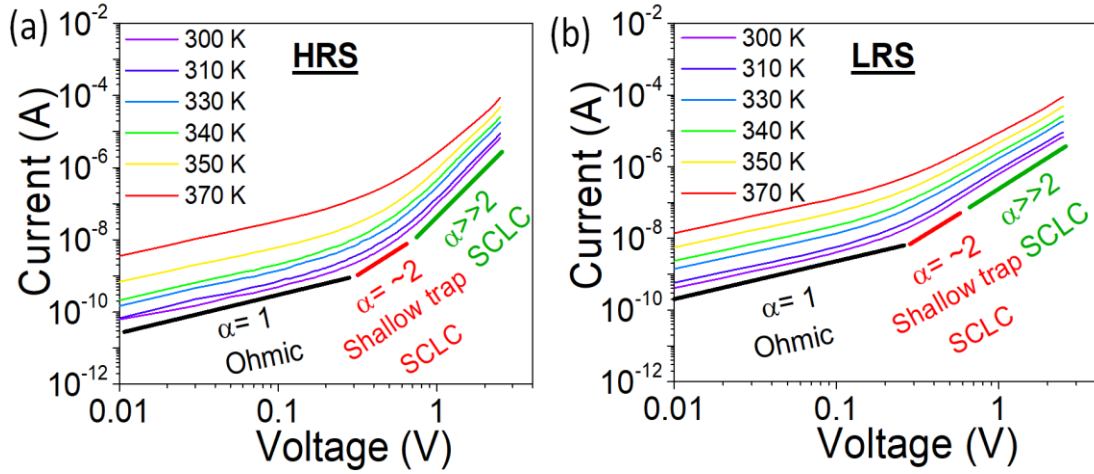 (a)
HRS
300 K
310 K
330 K
340 K
350 K
370 K
10⁻²
10⁻⁴
10⁻⁶
10⁻⁸
10⁻¹⁰
10⁻¹²
Current (A)
α= 1
Ohmic
α= ~2
Shallow trap
SCLC
α>>2
SCLC
0.01
0.1
1
Voltage (V)
(b)
LRS
300 K
310 K
330 K
340 K
350 K
370 K
10⁻²
10⁻⁴
10⁻⁶
10⁻⁸
10⁻¹⁰
10⁻¹²
Current (A)
α= 1
Ohmic
α= ~2
Shallow trap
SCLC
α>>2
SCLC
0.01
0.1
1
Voltage (V)